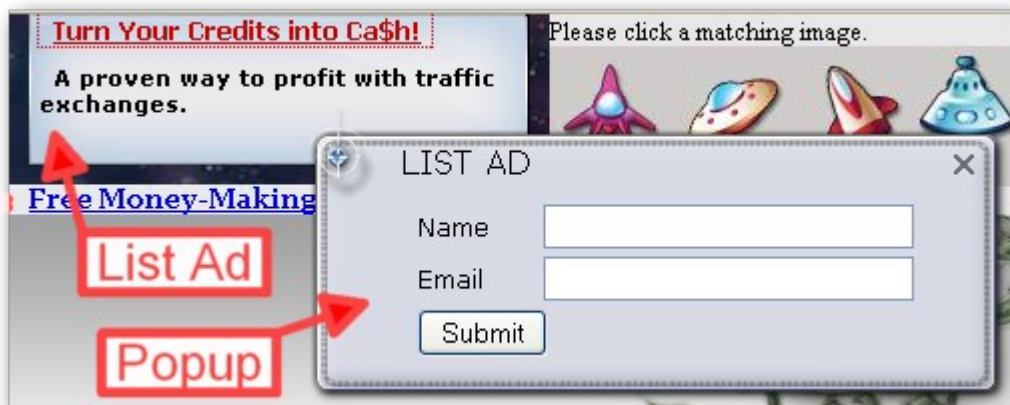 Turn Your Credits into Ca$h!
A proven way to profit with traffic
exchanges.
Please click a matching image.
Free Money-Making
List Ad
Popup
LIST AD
Name
Email
Submit